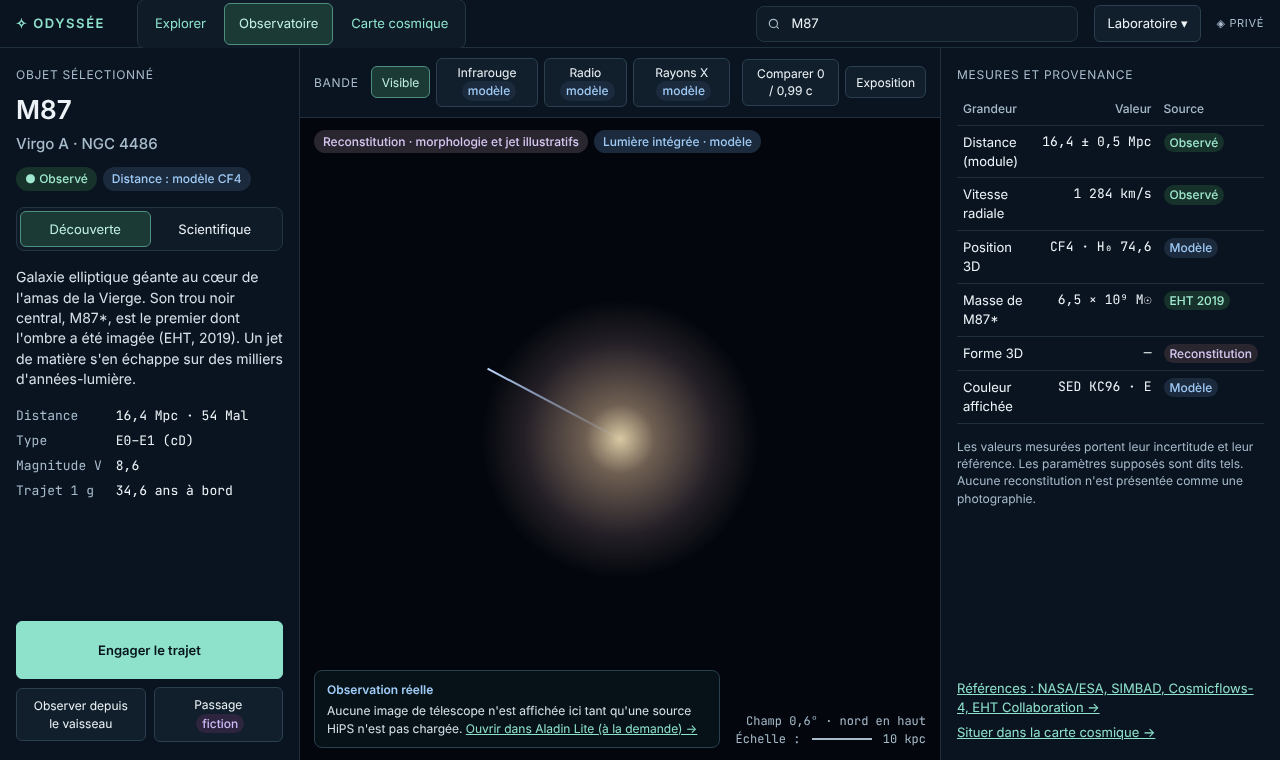 ✧ ODYSSÉE
Explorer
Observatoire
Carte cosmique
M87
Laboratoire ▾
◈ PRIVÉ
OBJET SÉLECTIONNÉ
M87
Virgo A · NGC 4486
● Observé
Distance : modèle CF4
Découverte
Scientifique
Galaxie elliptique géante au cœur de
l'amas de la Vierge. Son trou noir
central, M87*, est le premier dont
l'ombre a été imagée (EHT, 2019). Un jet
de matière s'en échappe sur des milliers
d'années-lumière.
Distance 16,4 Mpc · 54 Mal
Type E0–E1 (cD)
Magnitude V 8,6
Trajet 1 g 34,6 ans à bord
Engager le trajet
Observer depuis
le vaisseau
Passage
fiction
BANDE
Visible
Infrarouge
modèle
Radio
modèle
Rayons X
modèle
Comparer 0
/ 0,99 c
Exposition
Reconstitution · morphologie et jet illustratifs
Lumière intégrée · modèle
Observation réelle
Aucune image de télescope n'est affichée ici tant qu'une source
HiPS n'est pas chargée. Ouvrir dans Aladin Lite (à la demande) →
Champ 0,6° · nord en haut
Échelle : 10 kpc
MESURES ET PROVENANCE
Grandeur Valeur Source
Distance 16,4 ± 0,5 Mpc Observé
(module)
Vitesse 1 284 km/s Observé
radiale
Position CF4 · H₀ 74,6 Modèle
3D
Masse de 6,5 × 10⁹ M☉ EHT 2019
M87*
Forme 3D — Reconstitution
Couleur SED KC96 · E Modèle
affichée
Les valeurs mesurées portent leur incertitude et leur
référence. Les paramètres supposés sont dits tels.
Aucune reconstitution n'est présentée comme une
photographie.
Références : NASA/ESA, SIMBAD, Cosmicflows-
4, EHT Collaboration →
Situer dans la carte cosmique →